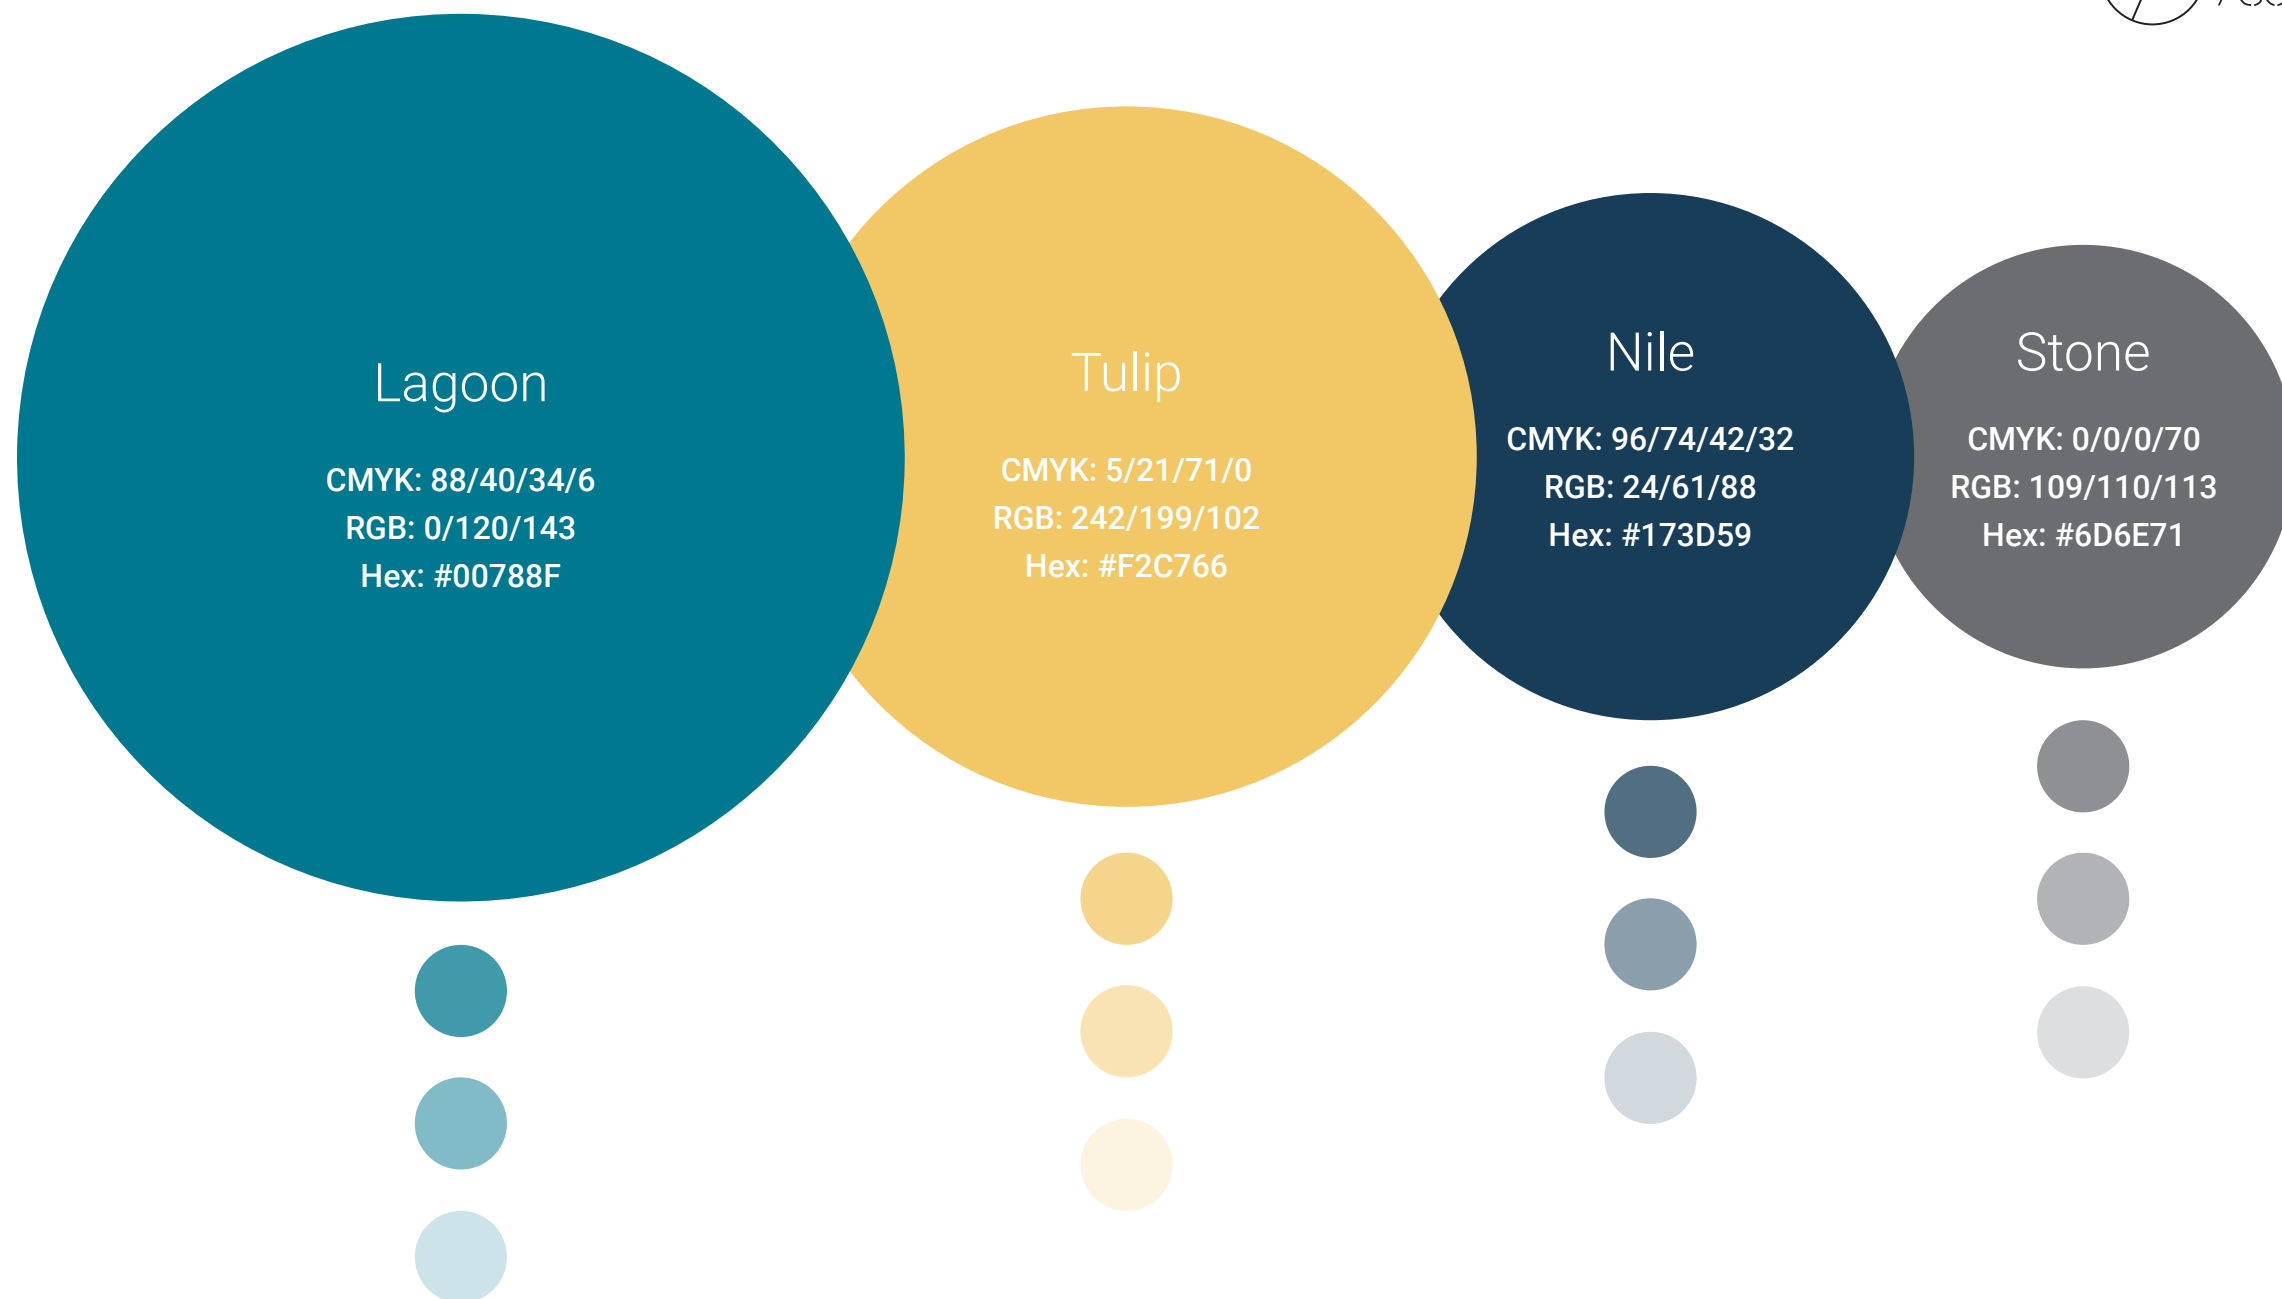 Lagoon
CMYK: 88/40/34/6
RGB: 0/120/143
Hex: #00788F
Tulip
CMYK: 5/21/71/0
RGB: 242/199/102
Hex: #F2C766
Nile
CMYK: 96/74/42/32
RGB: 24/61/88
Hex: #173D59
Stone
CMYK: 0/0/0/70
RGB: 109/110/113
Hex: #6D6E71